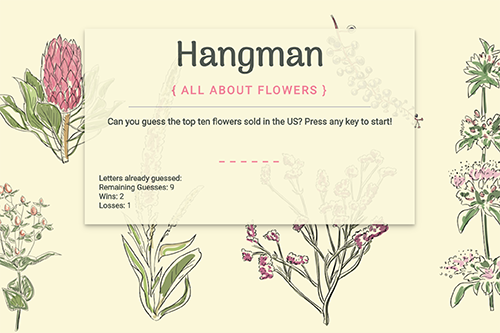 Hangman
{ ALL ABOUT FLOWERS }
Can you guess the top ten flowers sold in the US? Press any key to start!
_ _ _ _ _ _
Letters already guessed:
Remaining Guesses: 9
Wins: 2
Losses: 1